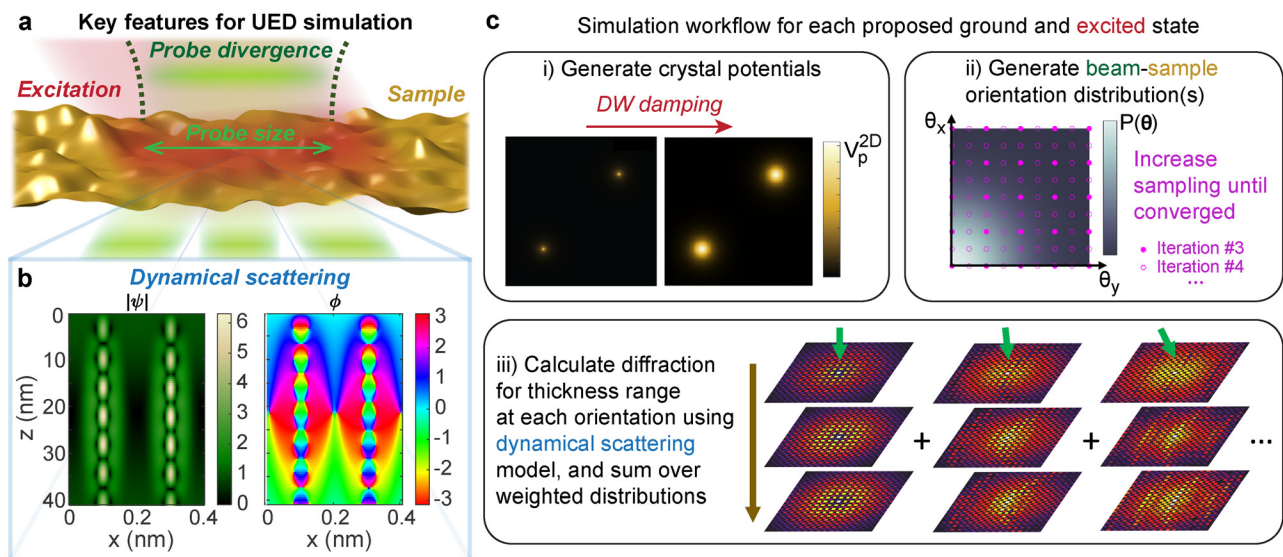 a
Key features for UED simulation
Probe divergence
Excitation
Sample
Probe size
b
Dynamical scattering
|ψ|
ϕ
0
10
20
30
40
z (nm)
0
0.2
0.4
x (nm)
6
5
4
3
2
1
0
0
0.2
0.4
x (nm)
3
2
1
0
-1
-2
-3
c
Simulation workflow for each proposed ground and excited state
i) Generate crystal potentials
DW damping
V_p^2D
ii) Generate beam-sample
orientation distribution(s)
θx
P(θ)
Increase
sampling until
converged
Iteration #3
Iteration #4
...
θy
iii) Calculate diffraction
for thickness range
at each orientation using
dynamical scattering
model, and sum over
weighted distributions
+
+
...